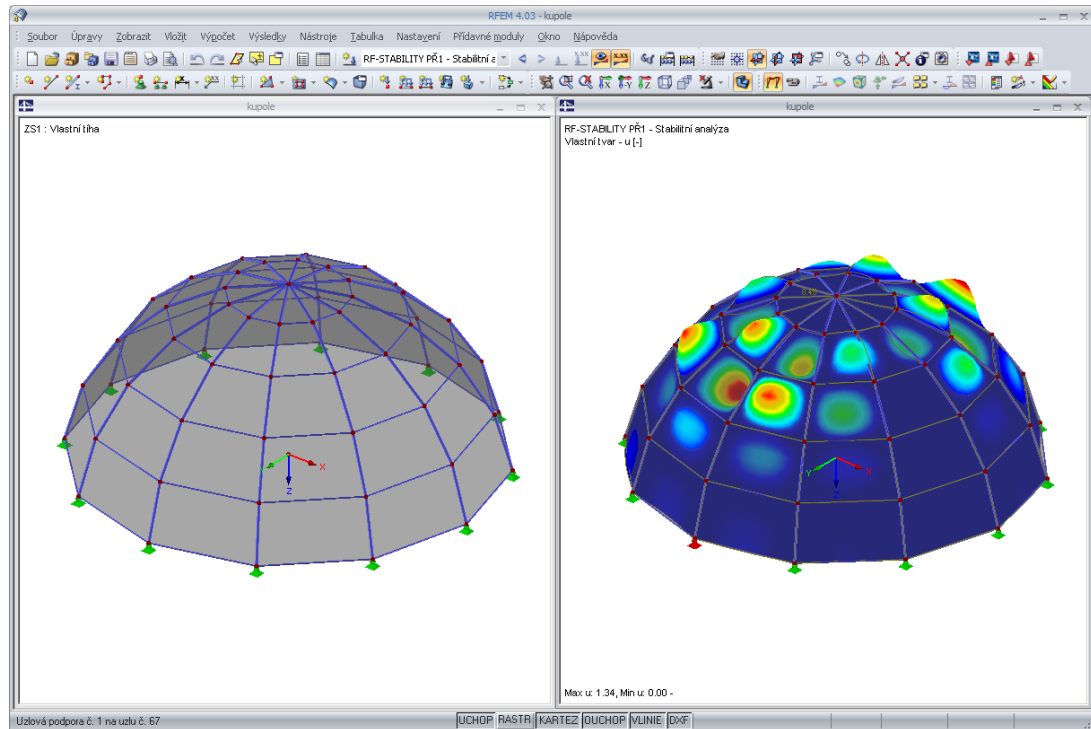 RFEM 4.03 - kupole
Soubor Úpravy Zobrazit Vložit Výpočet Výsledky Nástroje Tabulka Nastavení Přídavné moduly Okno Nápověda
RF-STABILITY PŘ1 - Stabilitní a
kupole
ZS1 : Vlastní tíha
X
Y
Z
kupole
RF-STABILITY PŘ1 - Stabilitní analýza
Vlastní tvar - u [-]
X
Y
Z
Max u: 1.34, Min u: 0.00 -
Uzlová podpora č. 1 na uzlu č. 67
UCHOP RASTR KARTEZ OUCHOP VLINIE DXF